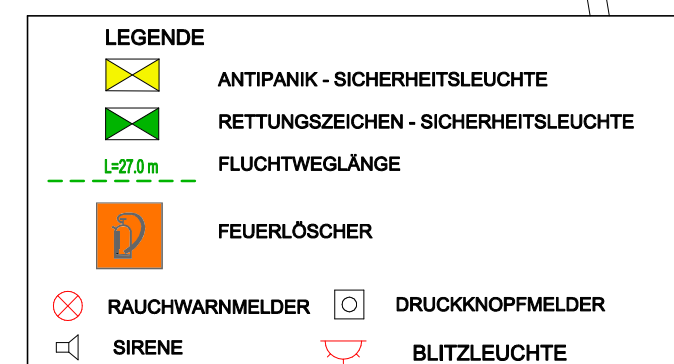 LEGENDE
ANTIPANIK - SICHERHEITSLEUCHTE
RETTUNGSZEICHEN - SICHERHEITSLEUCHTE
L=27.0 m FLUCHTWEGLÄNGE
FEUERLÖSCHER
RAUCHWARNMELDER DRUCKKNOPFMELDER
SIRENE BLITZLEUCHTE